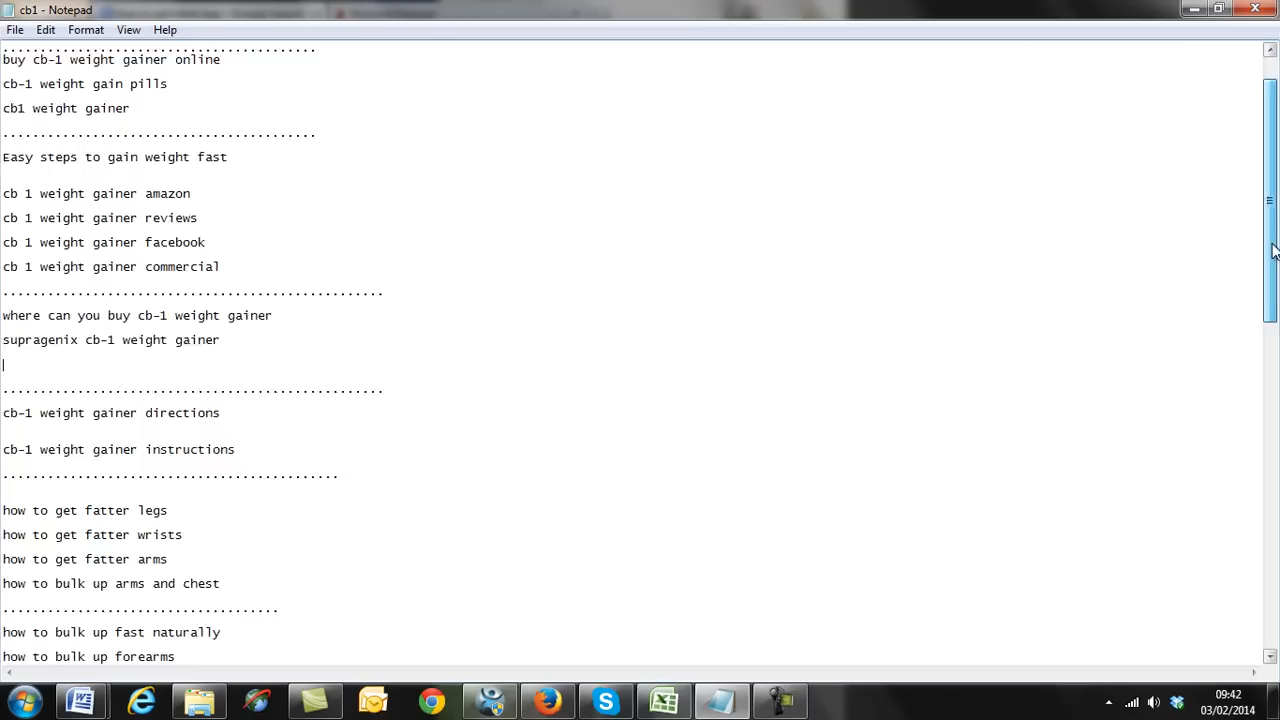 cb1 - Notepad
File Edit Format View Help
..........................................
buy cb-1 weight gainer online
cb-1 weight gain pills
cb1 weight gainer
..........................................
Easy steps to gain weight fast
cb 1 weight gainer amazon
cb 1 weight gainer reviews
cb 1 weight gainer facebook
cb 1 weight gainer commercial
...................................................
where can you buy cb-1 weight gainer
supragenix cb-1 weight gainer
...................................................
cb-1 weight gainer directions
cb-1 weight gainer instructions
.............................................
how to get fatter legs
how to get fatter wrists
how to get fatter arms
how to bulk up arms and chest
.....................................
how to bulk up fast naturally
how to bulk up forearms
09:42
03/02/2014